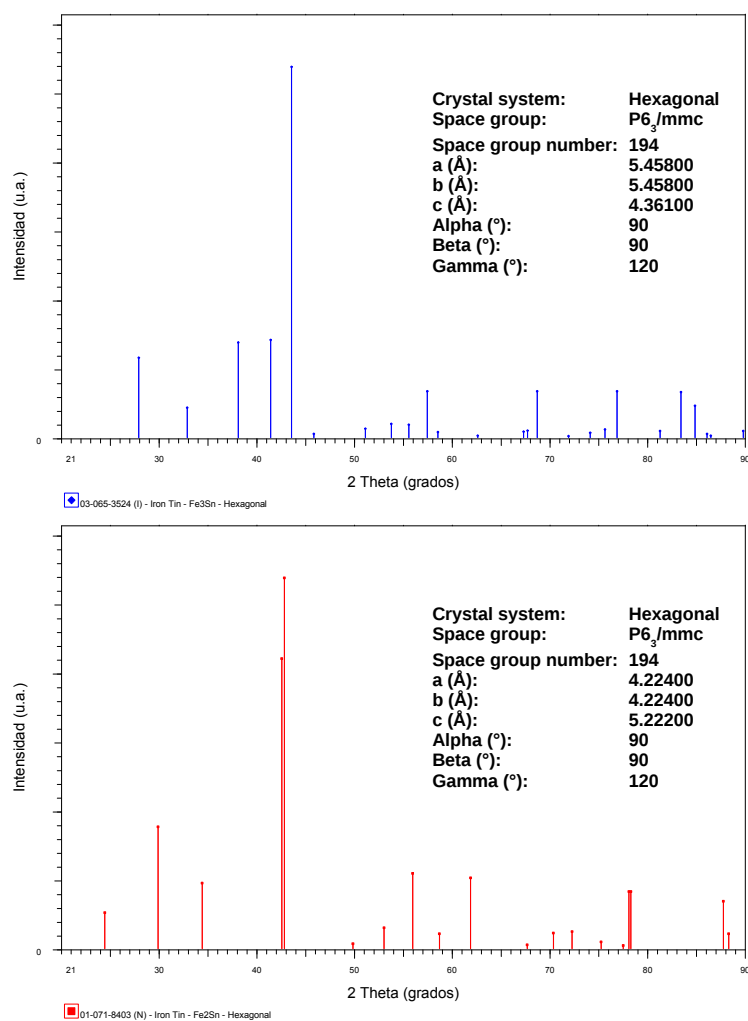 Intensidad (u.a.)
Crystal system: Hexagonal
Space group: P6₃/mmc
Space group number: 194
a (Å): 5.45800
b (Å): 5.45800
c (Å): 4.36100
Alpha (°): 90
Beta (°): 90
Gamma (°): 120
0
21 30 40 50 60 70 80 90
2 Theta (grados)
03-065-3524 (I) - Iron Tin - Fe3Sn - Hexagonal
Intensidad (u.a.)
Crystal system: Hexagonal
Space group: P6₃/mmc
Space group number: 194
a (Å): 4.22400
b (Å): 4.22400
c (Å): 5.22200
Alpha (°): 90
Beta (°): 90
Gamma (°): 120
0
21 30 40 50 60 70 80 90
2 Theta (grados)
01-071-8403 (N) - Iron Tin - Fe2Sn - Hexagonal